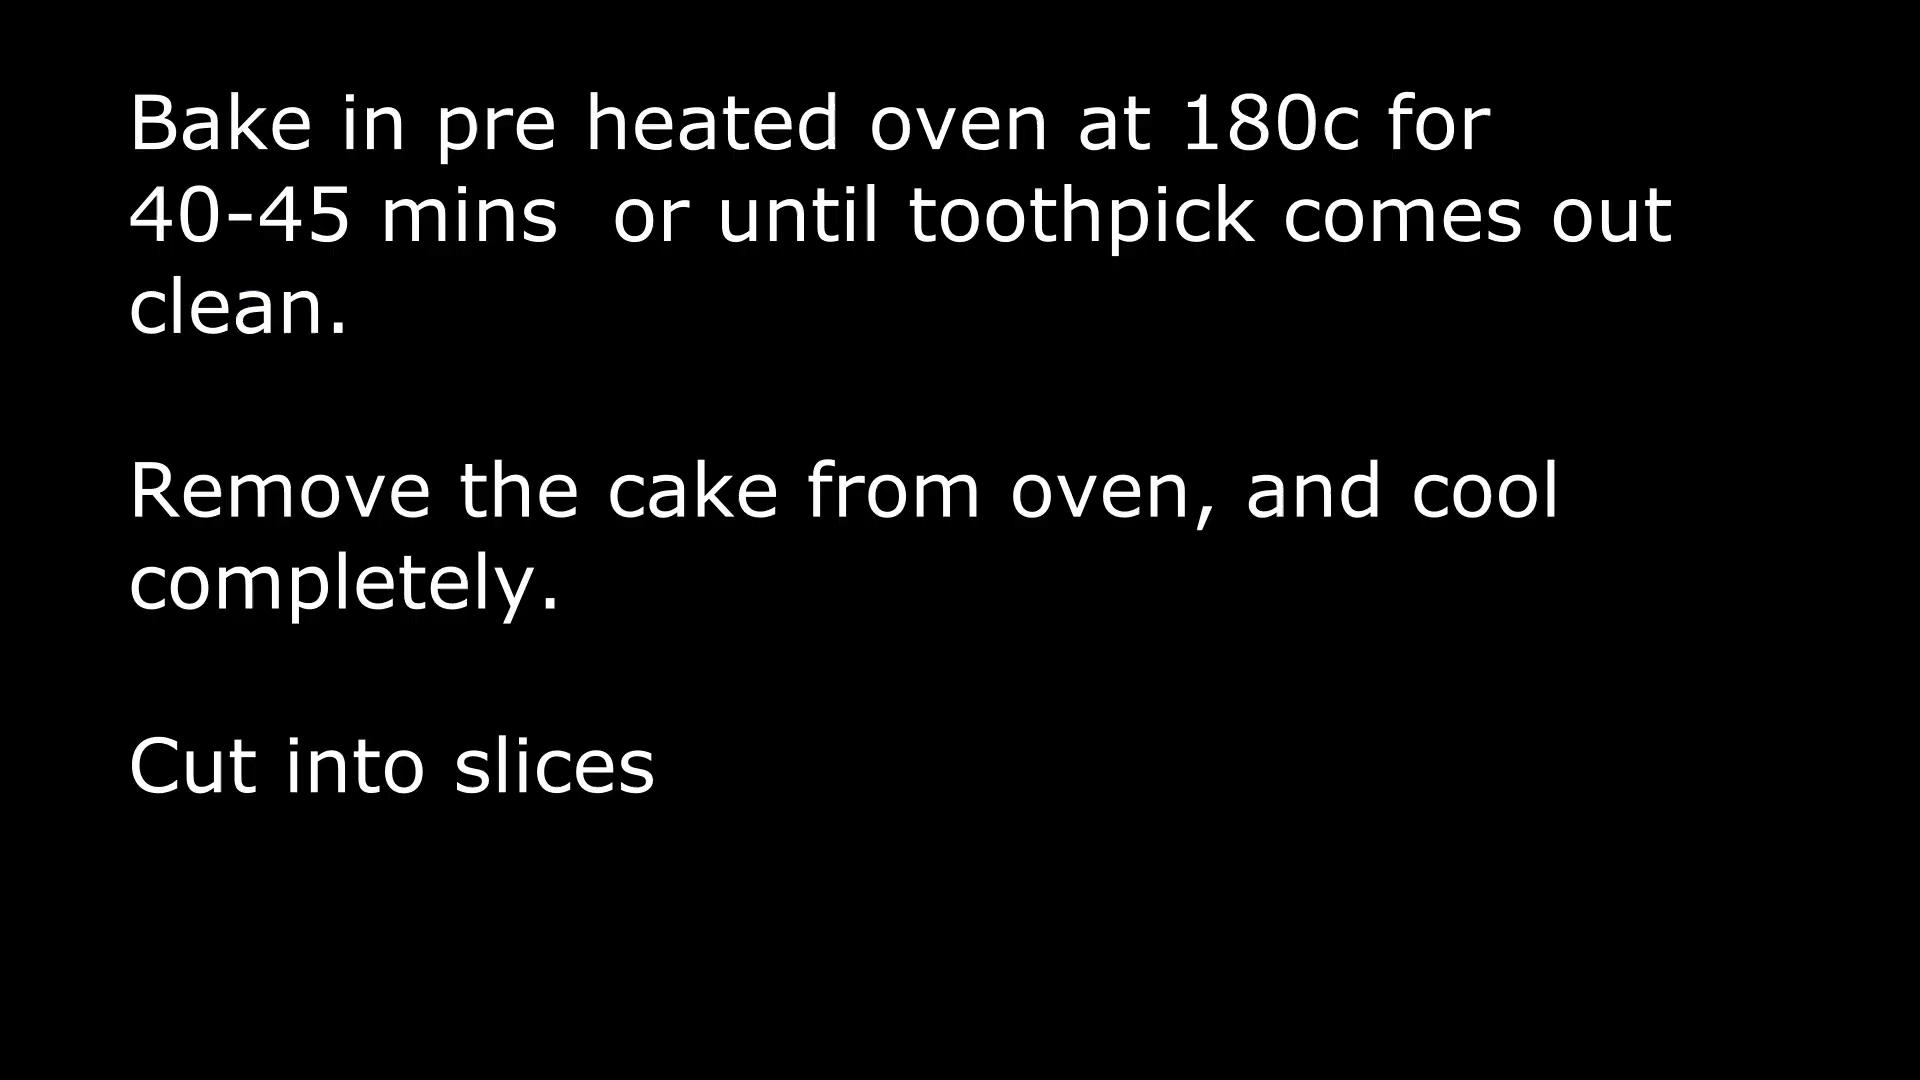 Bake in pre heated oven at 180c for
40-45 mins  or until toothpick comes out
clean.
Remove the cake from oven, and cool
completely.
Cut into slices